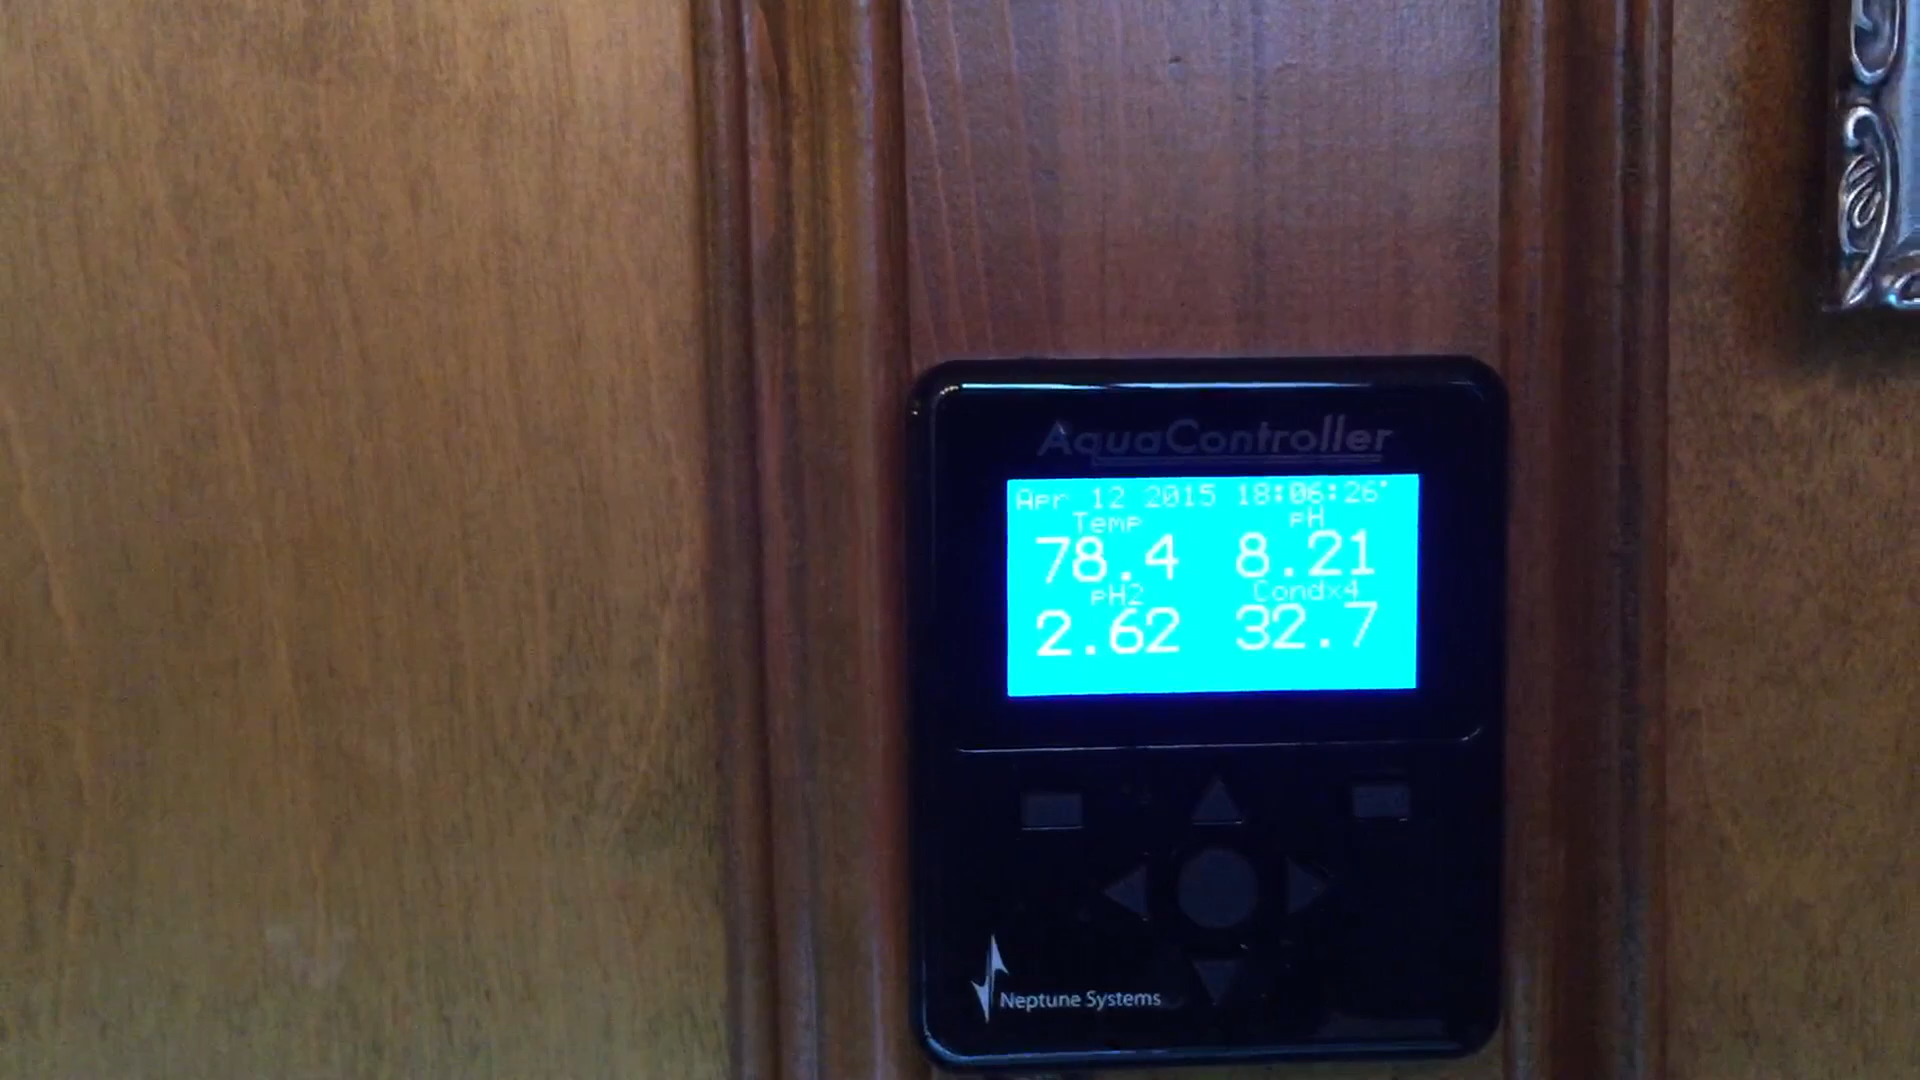 AquaController
Apr 12 2015 18:06:26
Temp pH
78.4 8.21
pH2 Condx4
2.62 32.7
Neptune Systems